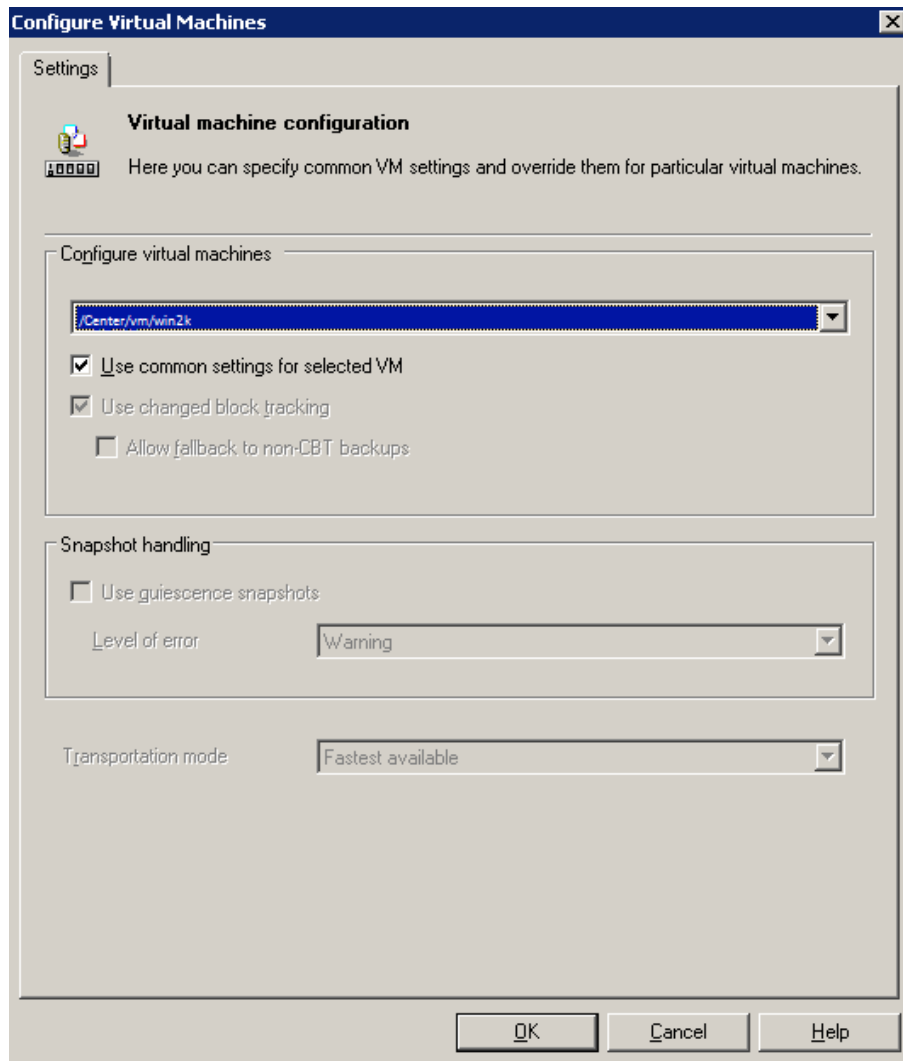 Configure Virtual Machines
Settings
Virtual machine configuration
Here you can specify common VM settings and override them for particular virtual machines.
Configure virtual machines
/Center/vm/win2k
Use common settings for selected VM
Use changed block tracking
Allow fallback to non-CBT backups
Snapshot handling
Use quiescence snapshots
Level of error
Warning
Transportation mode
Fastest available
OK
Cancel
Help